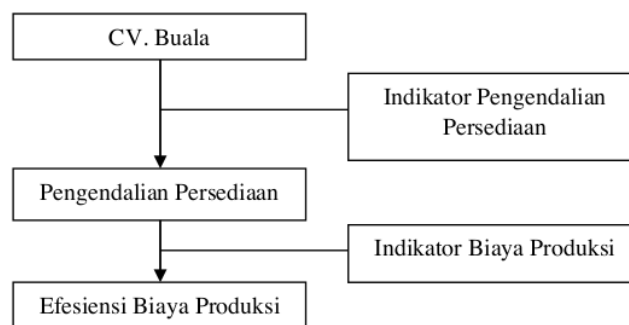 CV. Buala
Indikator Pengendalian
Persediaan
Pengendalian Persediaan
Indikator Biaya Produksi
Efesiensi Biaya Produksi